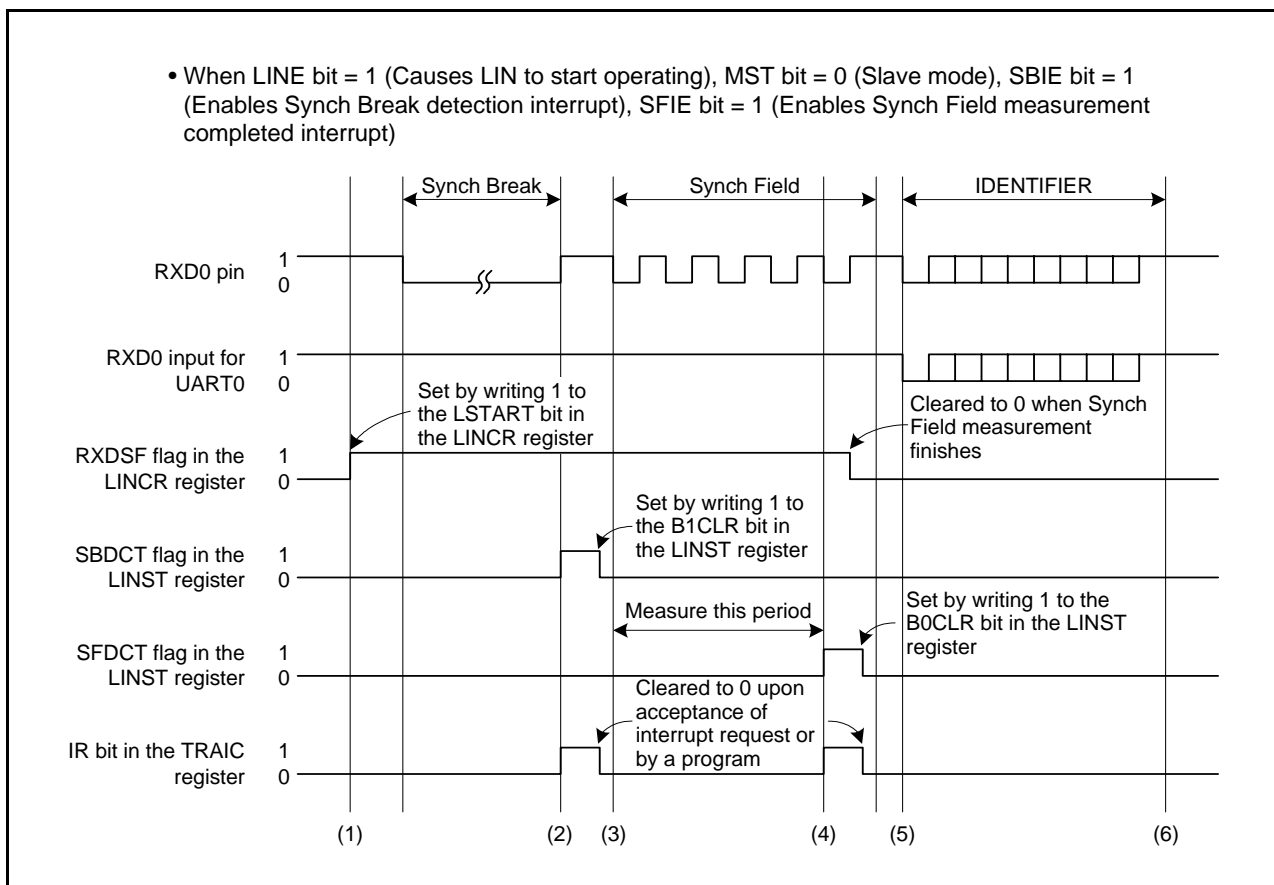 • When LINE bit = 1 (Causes LIN to start operating), MST bit = 0 (Slave mode), SBIE bit = 1
(Enables Synch Break detection interrupt), SFIE bit = 1 (Enables Synch Field measurement
completed interrupt)
Synch Break
Synch Field
IDENTIFIER
RXD0 pin
1
0
RXD0 input for
UART0
1
0
Set by writing 1 to
the LSTART bit in
the LINCR register
Cleared to 0 when Synch
Field measurement
finishes
RXDSF flag in the
LINCR register
1
0
Set by writing 1 to
the B1CLR bit in
the LINST register
SBDCT flag in the
LINST register
1
0
Measure this period
Set by writing 1 to the
B0CLR bit in the LINST
register
SFDCT flag in the
LINST register
1
0
Cleared to 0 upon
acceptance of
interrupt request or
by a program
IR bit in the TRAIC
register
1
0
(1)
(2)
(3)
(4)
(5)
(6)